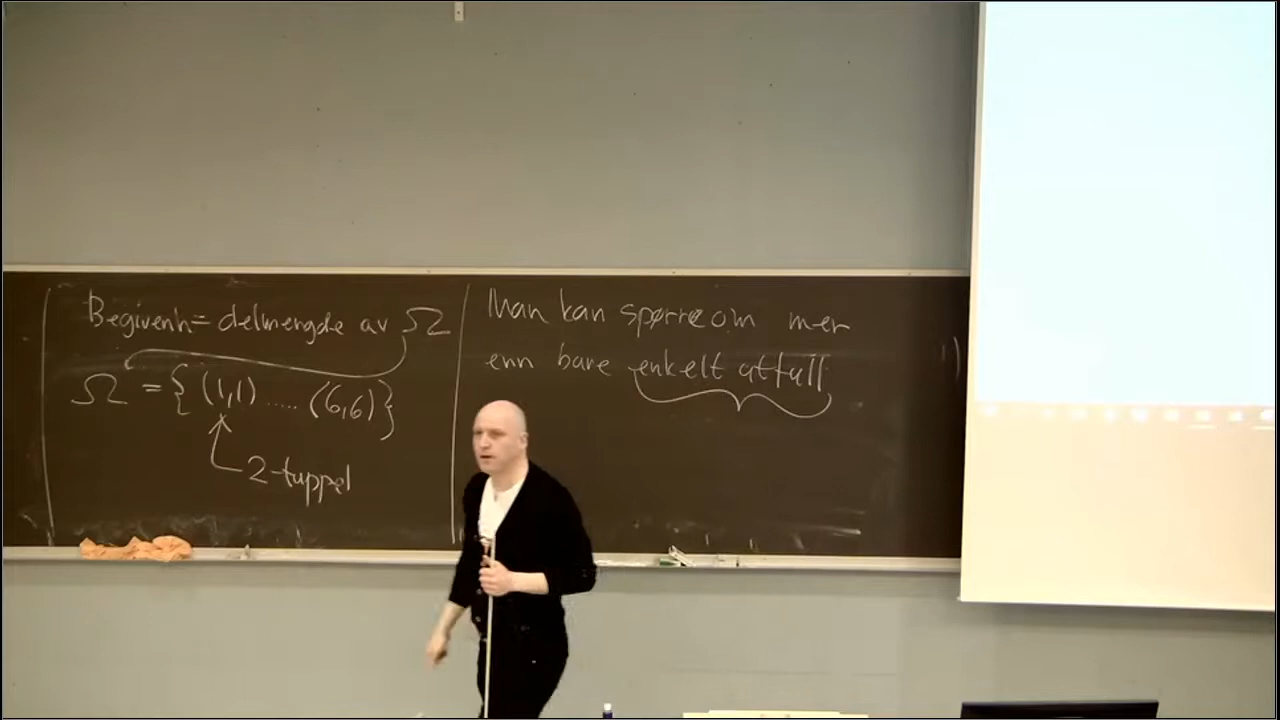 Begivenh = delmengde av Ω
Ω = {(1,1) ..... (6,6)}
2-tuppel
Man kan spørre om mer
enn bare enkelt utfall